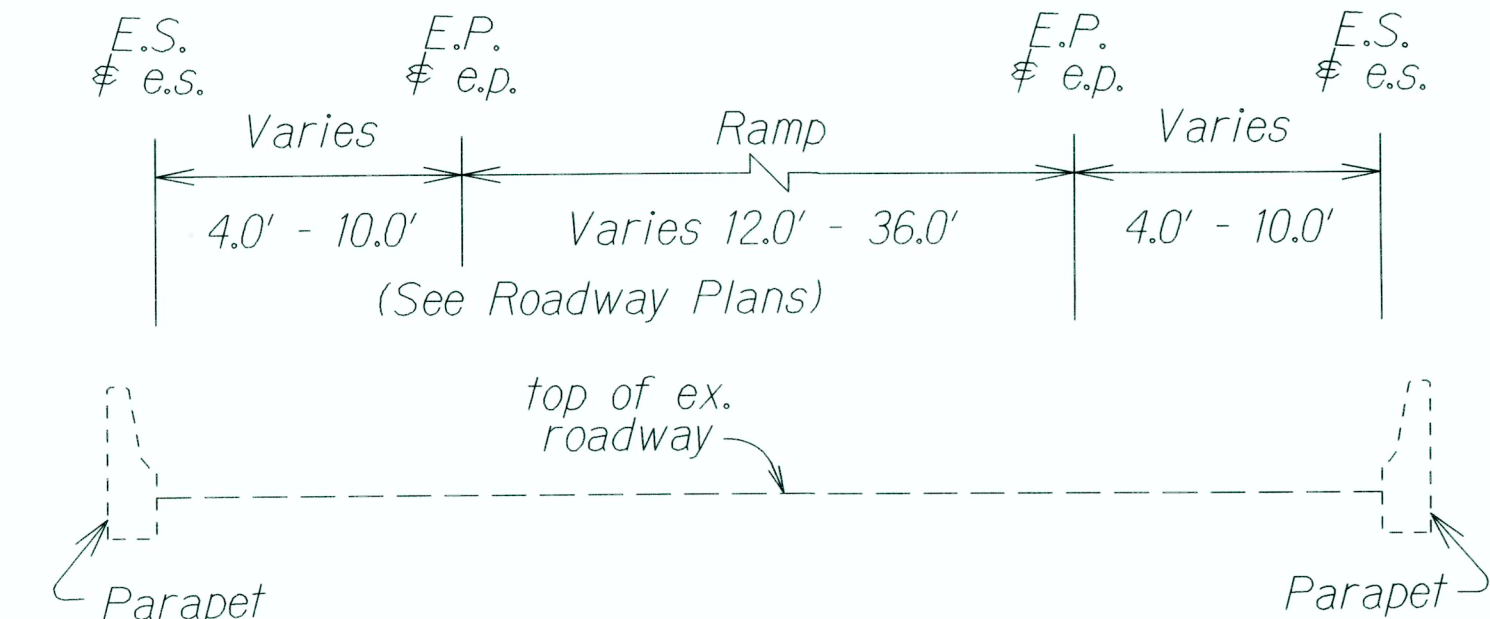 E.S.
& e.s.
E.P.
& e.p.
E.P.
& e.p.
E.S.
& e.s.
Varies
Ramp
Varies
4.0' - 10.0'
Varies 12.0' - 36.0'
4.0' - 10.0'
(See Roadway Plans)
top of ex.
roadway
Parapet
Parapet